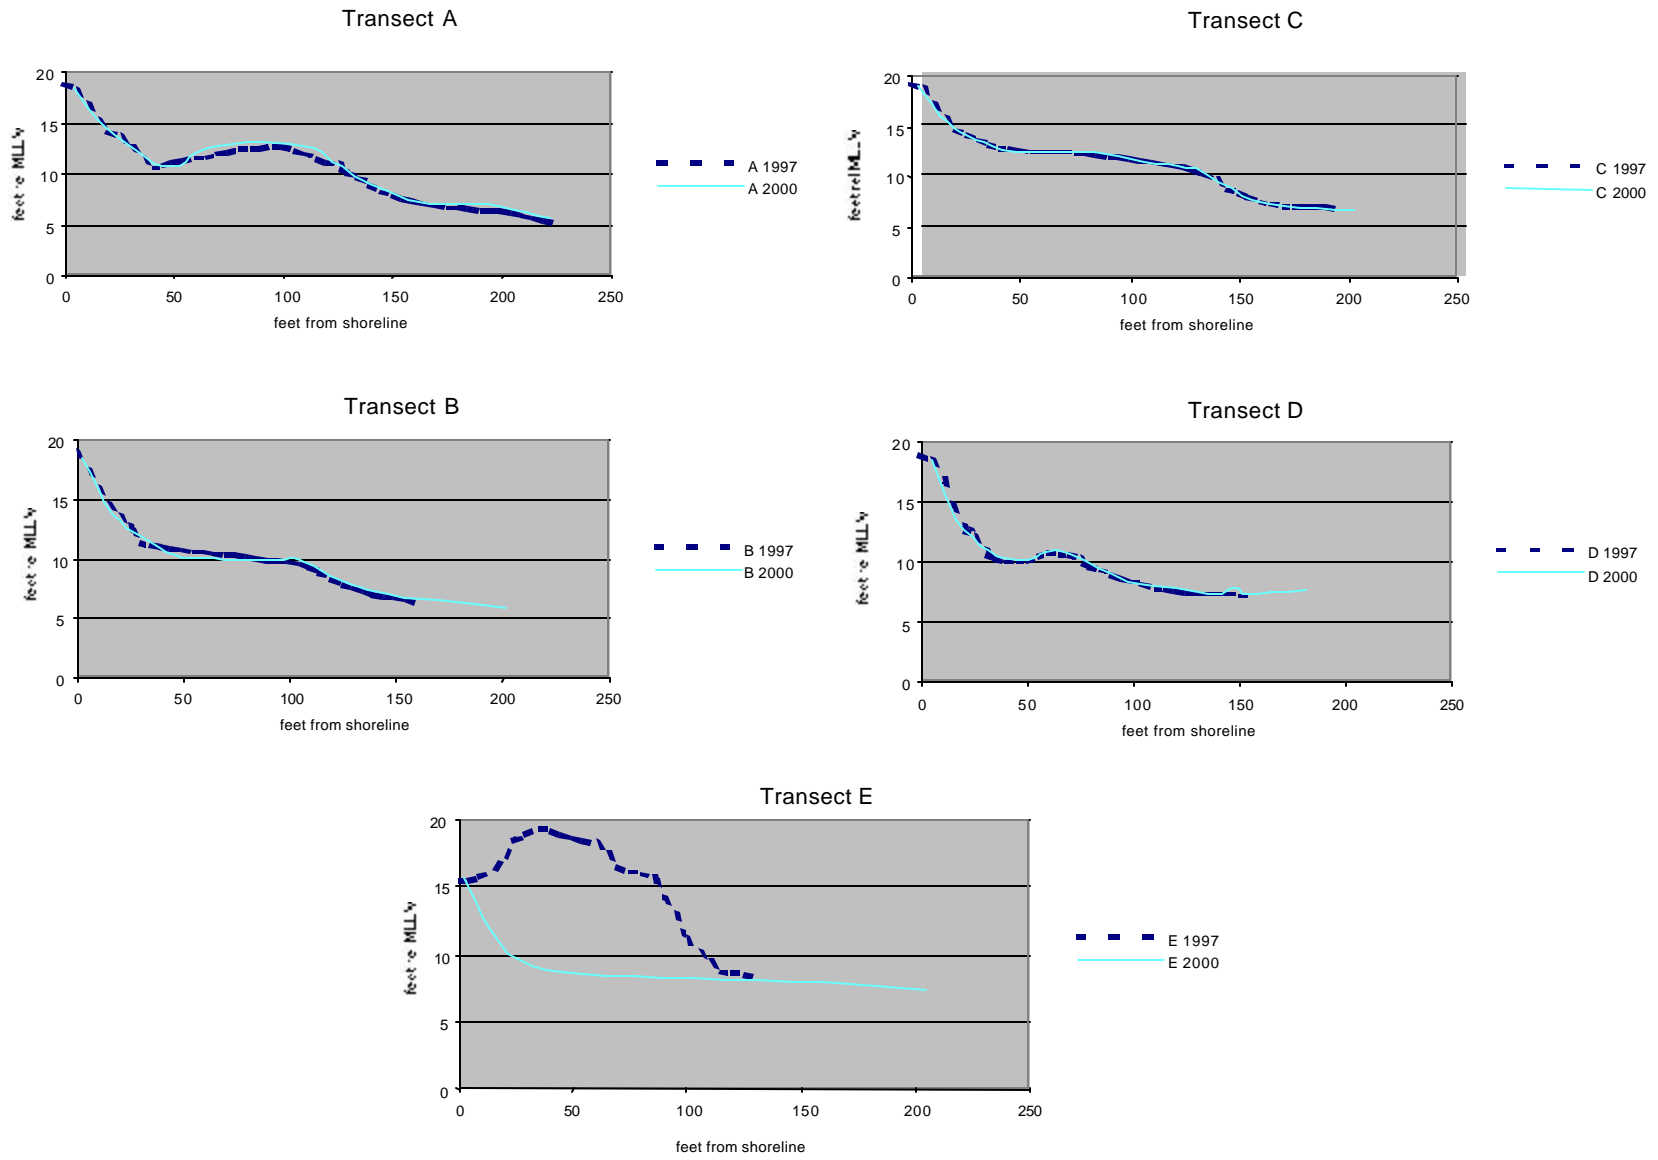 Transect A
20
15
10
5
0
0 50 100 150 200 250
feet from shoreline
A 1997
A 2000
Transect C
20
15
10
5
0
0 50 100 150 200 250
feet from shoreline
C 1997
C 2000
Transect B
20
15
10
5
0
0 50 100 150 200 250
feet from shoreline
B 1997
B 2000
Transect D
20
15
10
5
0
0 50 100 150 200 250
feet from shoreline
D 1997
D 2000
Transect E
20
15
10
5
0
0 50 100 150 200 250
feet from shoreline
E 1997
E 2000